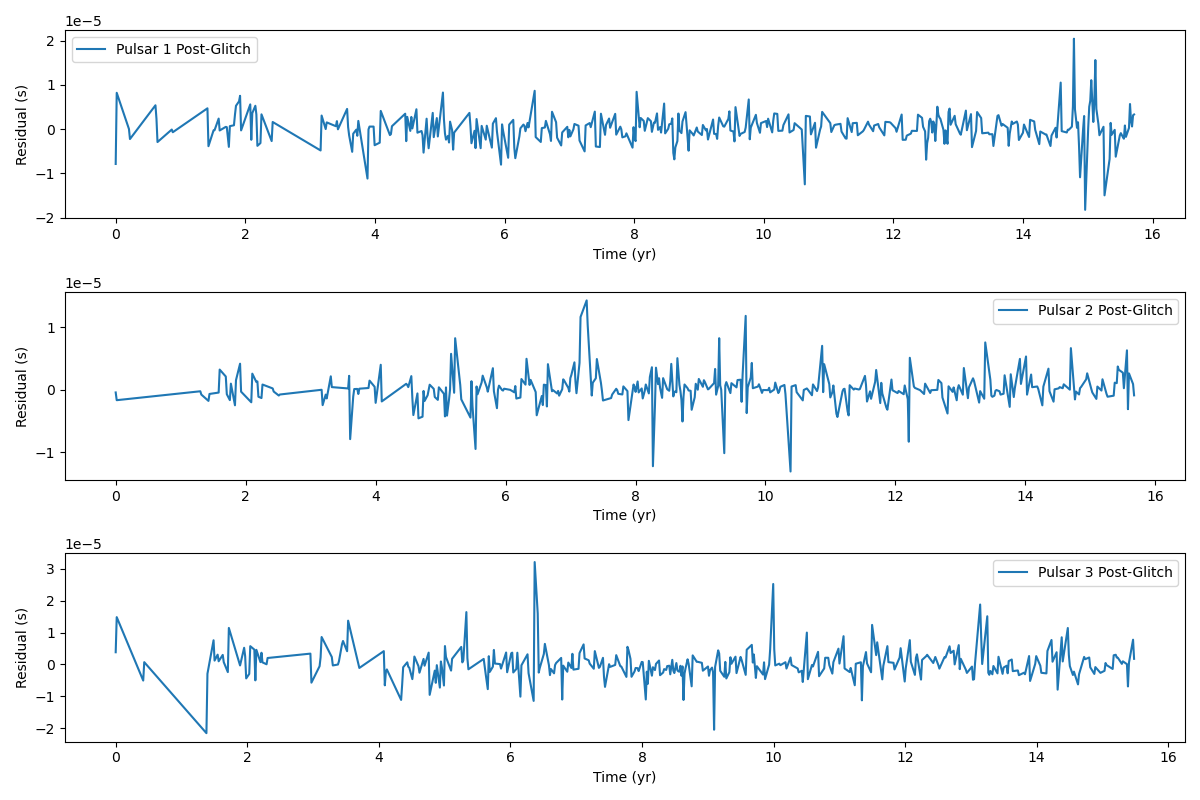 1e−5
Pulsar 1 Post-Glitch
Residual (s)
2
1
0
−1
−2
0 2 4 6 8 10 12 14 16
Time (yr)
1e−5
Pulsar 2 Post-Glitch
Residual (s)
1
0
−1
0 2 4 6 8 10 12 14 16
Time (yr)
1e−5
Pulsar 3 Post-Glitch
Residual (s)
3
2
1
0
−1
−2
0 2 4 6 8 10 12 14 16
Time (yr)